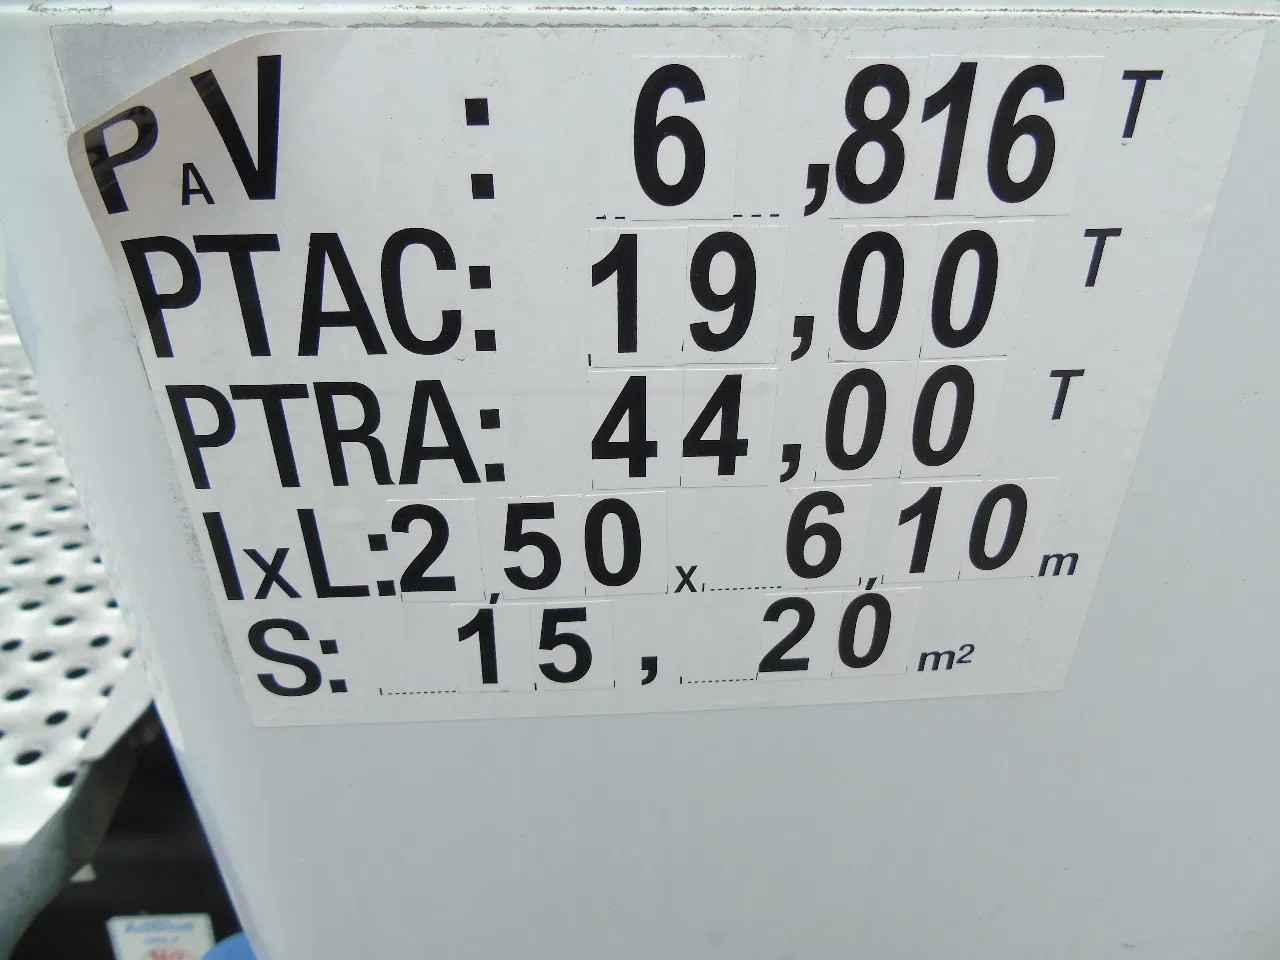 PAV : 6,816 T
PTAC: 19,00 T
PTRA: 44,00 T
lxL: 2,50 x 6,10 m
S: 15,20 m²